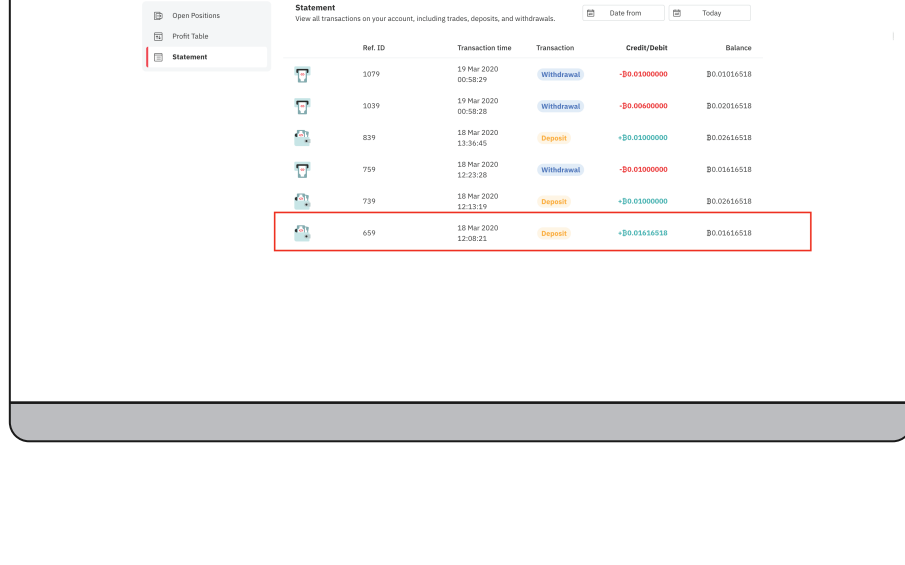 Open Positions
Profit Table
Statement
Statement
View all transactions on your account, including trades, deposits, and withdrawals.
Date from
Today
Ref. ID Transaction time Transaction Credit/Debit Balance
1079 19 Mar 2020 00:58:29 Withdrawal -₿0.01000000 ₿0.01016518
1039 19 Mar 2020 00:58:28 Withdrawal -₿0.00600000 ₿0.02016518
839 18 Mar 2020 13:36:45 Deposit +₿0.01000000 ₿0.02616518
759 18 Mar 2020 12:23:28 Withdrawal -₿0.01000000 ₿0.01616518
739 18 Mar 2020 12:13:19 Deposit +₿0.01000000 ₿0.02616518
659 18 Mar 2020 12:08:21 Deposit +₿0.01616518 ₿0.01616518